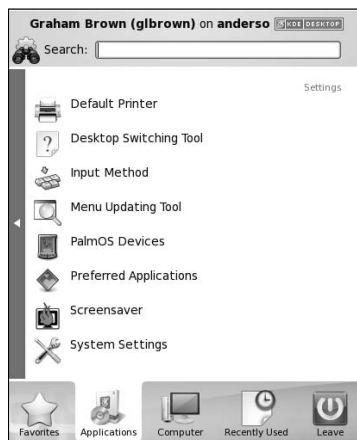 Graham Brown (glbrown) on anderso KDE DESKTOP
Search:
Settings
Default Printer
Desktop Switching Tool
Input Method
Menu Updating Tool
PalmOS Devices
Preferred Applications
Screensaver
System Settings
Favorites Applications Computer Recently Used Leave